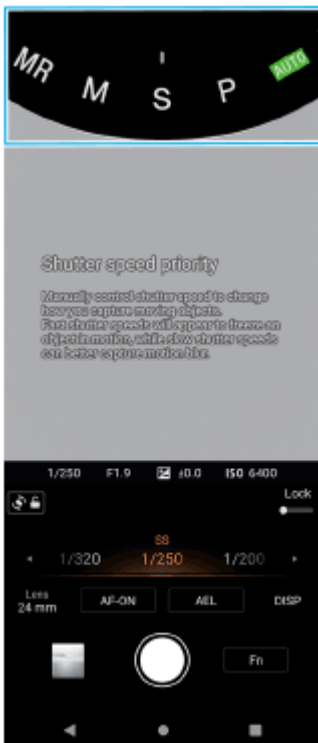 MR M S P AUTO
Shutter speed priority
Manually control shutter speed to change
how you capture moving objects.
Fast shutter speeds will appear to freeze an
object in motion, while slow shutter speeds
can better capture motion blur.
1/250 F1.9 ±0.0 ISO 6400
Lock
SS
1/320 1/250 1/200
Lens
24 mm AF-ON AEL DISP
Fn